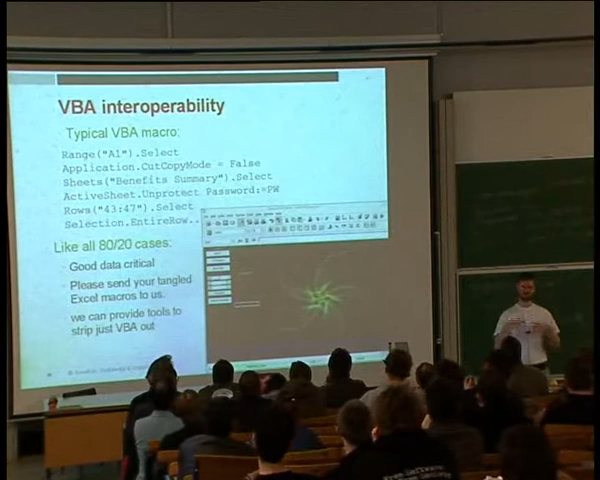 VBA interoperability
Typical VBA macro:
Range("A1").Select
Application.CutCopyMode = False
Sheets("Benefits Summary").Select
ActiveSheet.Unprotect Password:=PW
Rows("43:47").Select
Selection.EntireRow..
Like all 80/20 cases:
Good data critical
Please send your tangled
Excel macros to us.
we can provide tools to
strip just VBA out